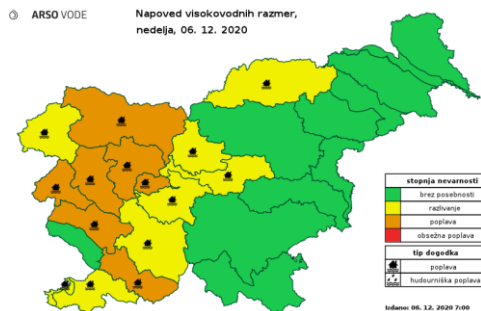 ARSO VODE
Napoved visokovodnih razmer,
nedelja, 06. 12. 2020
stopnja nevarnosti
brez posebnosti
razlivanje
poplava
obsežna poplava
tip dogodka
poplava
hudourniška poplava
Izdano: 06. 12. 2020 7:00